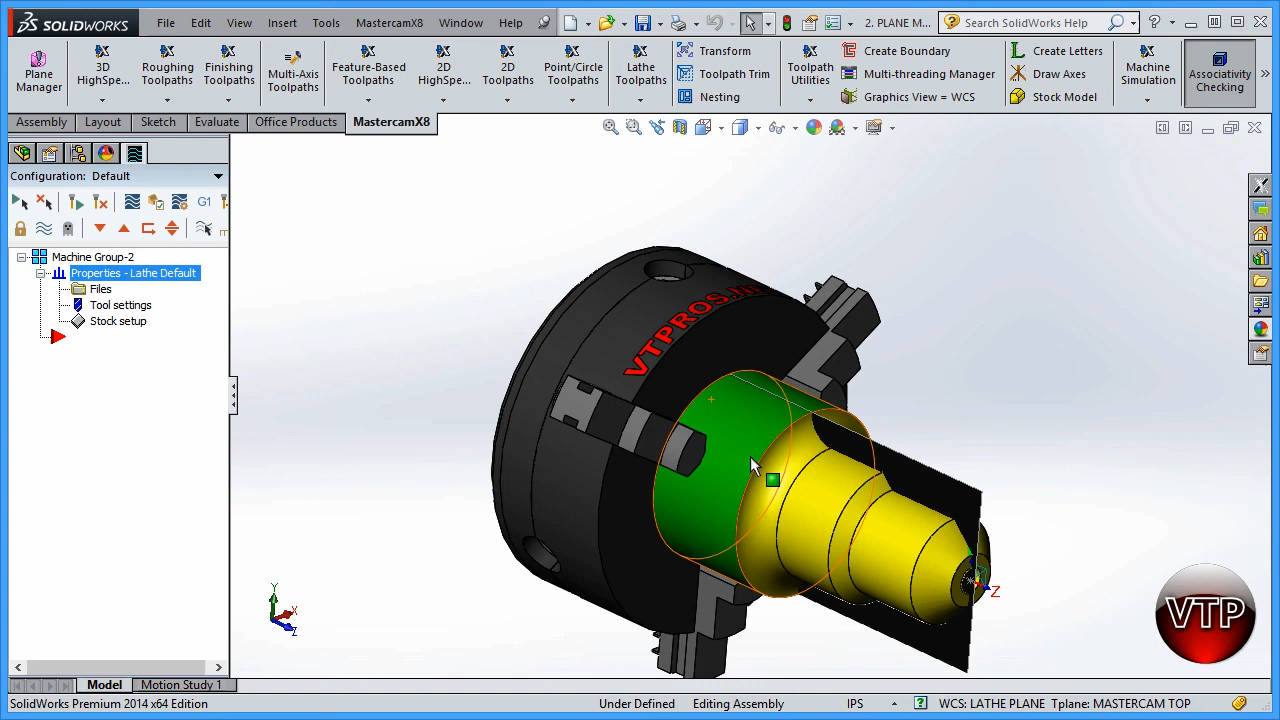 SOLIDWORKS
File Edit View Insert Tools MastercamX8 Window Help
2. PLANE M...
Search SolidWorks Help
Plane Manager
3D HighSpe...
Roughing Toolpaths
Finishing Toolpaths
Multi-Axis Toolpaths
Feature-Based Toolpaths
2D HighSpe...
2D Toolpaths
Point/Circle Toolpaths
Lathe Toolpaths
Transform
Toolpath Trim
Nesting
Toolpath Utilities
Create Boundary
Multi-threading Manager
Graphics View = WCS
Create Letters
Draw Axes
Stock Model
Machine Simulation
Associativity Checking
Assembly Layout Sketch Evaluate Office Products MastercamX8
Configuration: Default
G1
Machine Group-2
Properties - Lathe Default
Files
Tool settings
Stock setup
Y
X
Z
Z
VTP
Model Motion Study 1
SolidWorks Premium 2014 x64 Edition Under Defined Editing Assembly IPS WCS: LATHE PLANE Tplane: MASTERCAM TOP